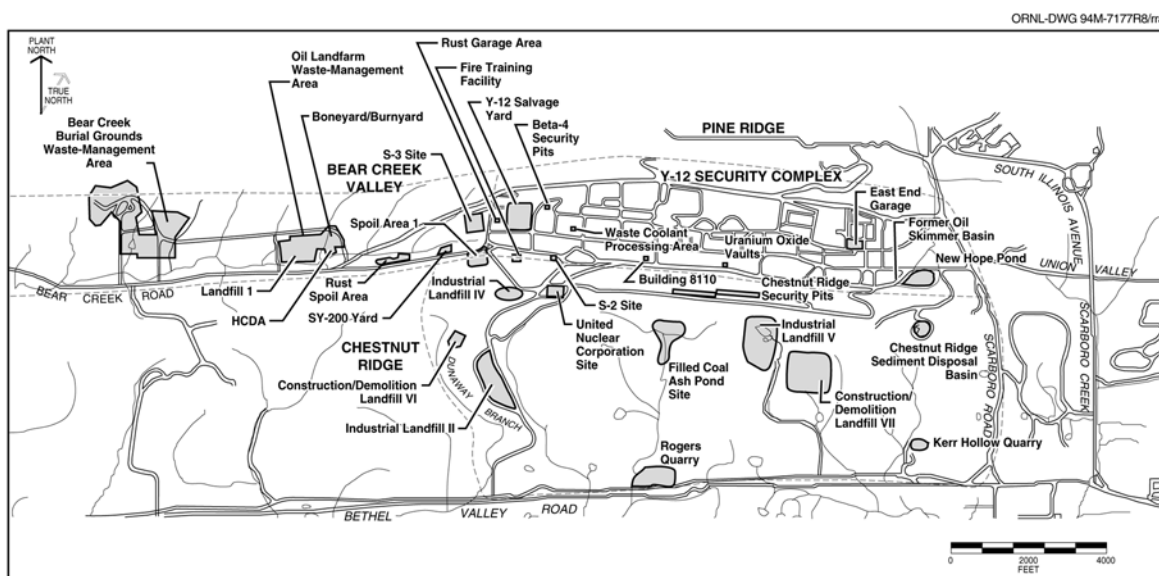 ORNL-DWG 94M-7177R8/rra
PLANT
NORTH
TRUE
NORTH
Bear Creek
Burial Grounds
Waste-Management
Area
Oil Landfarm
Waste-Management
Area
Boneyard/Burnyard
S-3 Site
BEAR CREEK
VALLEY
Spoil Area 1
Rust Garage Area
Fire Training
Facility
Y-12 Salvage
Yard
Beta-4
Security
Pits
PINE RIDGE
Y-12 SECURITY COMPLEX
SOUTH ILLINOIS AVENUE
East End
Garage
Former Oil
Skimmer Basin
New Hope Pond
UNION VALLEY
Waste Coolant
Processing Area
Uranium Oxide
Vaults
Building 8110
Chestnut Ridge
Security Pits
BEAR CREEK ROAD
Landfill 1
HCDA
Rust
Spoil Area
SY-200 Yard
Industrial
Landfill IV
S-2 Site
United
Nuclear
Corporation
Site
CHESTNUT
RIDGE
Construction/Demolition
Landfill VI
Industrial Landfill II
DUNAWAY
BRANCH
Filled Coal
Ash Pond
Site
Industrial
Landfill V
Construction/
Demolition
Landfill VII
Chestnut Ridge
Sediment Disposal
Basin
SCARBORO ROAD
SCARBORO CREEK
Kerr Hollow Quarry
Rogers
Quarry
BETHEL VALLEY ROAD
0 2000 4000
FEET